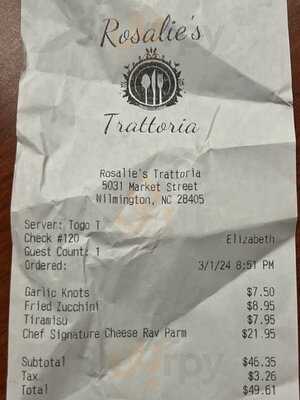 Rosalie's
Trattoria
Rosalie's Trattoria
5031 Market Street
Wilmington, NC 28405
Server: Togo T
Check #120 Elizabeth
Guest Count: 1
Ordered: 3/1/24 8:51 PM
Garlic Knots $7.50
Fried Zucchini $8.95
Tiramisu $7.95
Chef Signature Cheese Rav Parm $21.95
Subtotal $46.35
Tax $3.26
Total $49.61